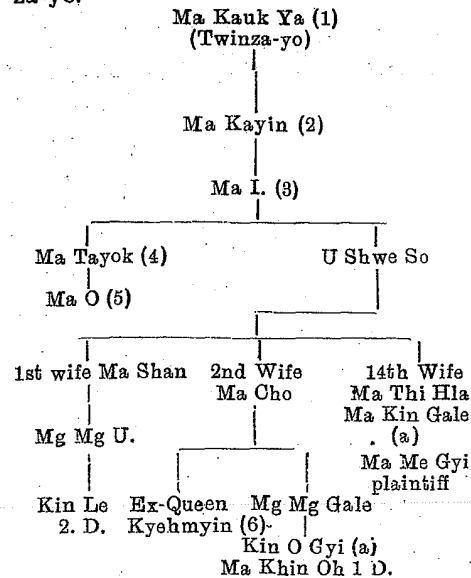 za-yo.
Ma Kauk Ya (1)
(Twinza-yo)
Ma Kayin (2)
Ma I. (3)
Ma Tayok (4) U Shwe So
Ma O (5)
1st wife Ma Shan 2nd Wife 14th Wife
Ma Cho Ma Thi Hla
Mg Mg U. Ma Kin Gale
(a)
Ma Me Gyi
plaintiff
Kin Le Ex-Queen Mg Mg Gale
2. D. Kyehmyin (6)
Kin O Gyi (a)
Ma Khin Oh 1 D.